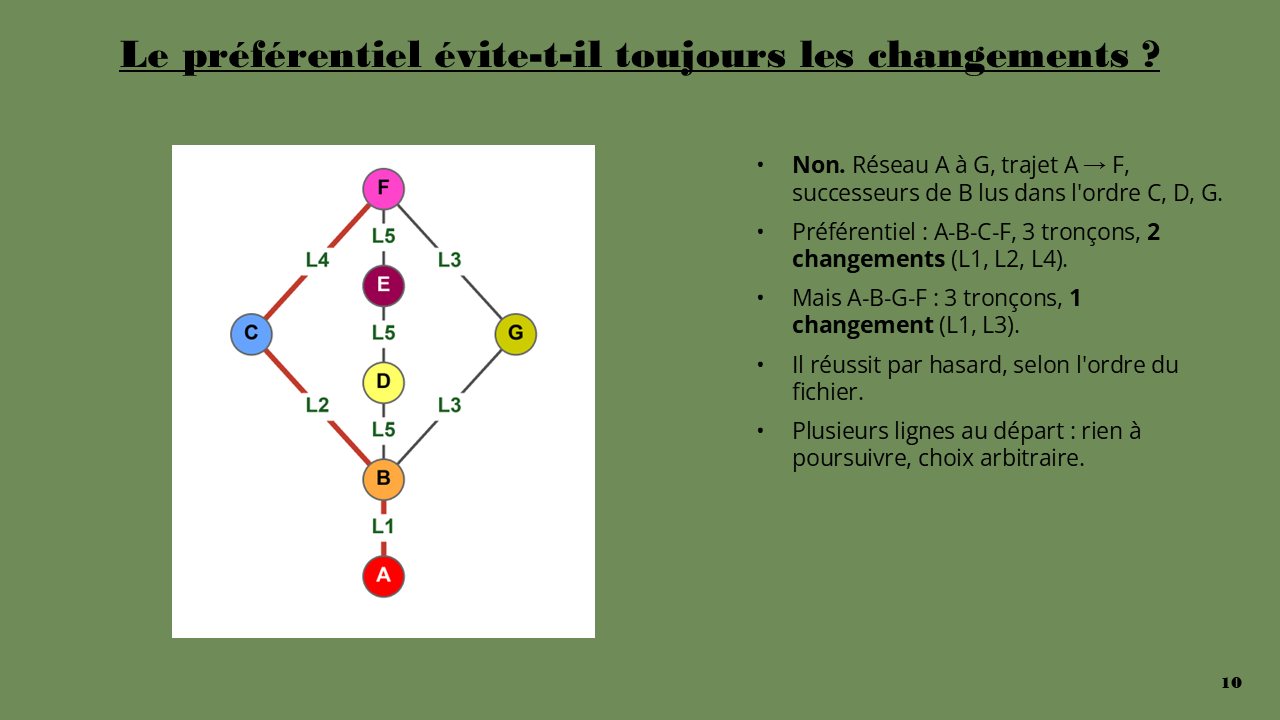 Le préférentiel évite-t-il toujours les changements ?
F
L5
L4
L3
E
C
L5
G
D
L2
L3
L5
B
L1
A
• Non. Réseau A à G, trajet A → F,
successeurs de B lus dans l'ordre C, D, G.
• Préférentiel : A-B-C-F, 3 tronçons, 2
changements (L1, L2, L4).
• Mais A-B-G-F : 3 tronçons, 1
changement (L1, L3).
• Il réussit par hasard, selon l'ordre du
fichier.
• Plusieurs lignes au départ : rien à
poursuivre, choix arbitraire.
10